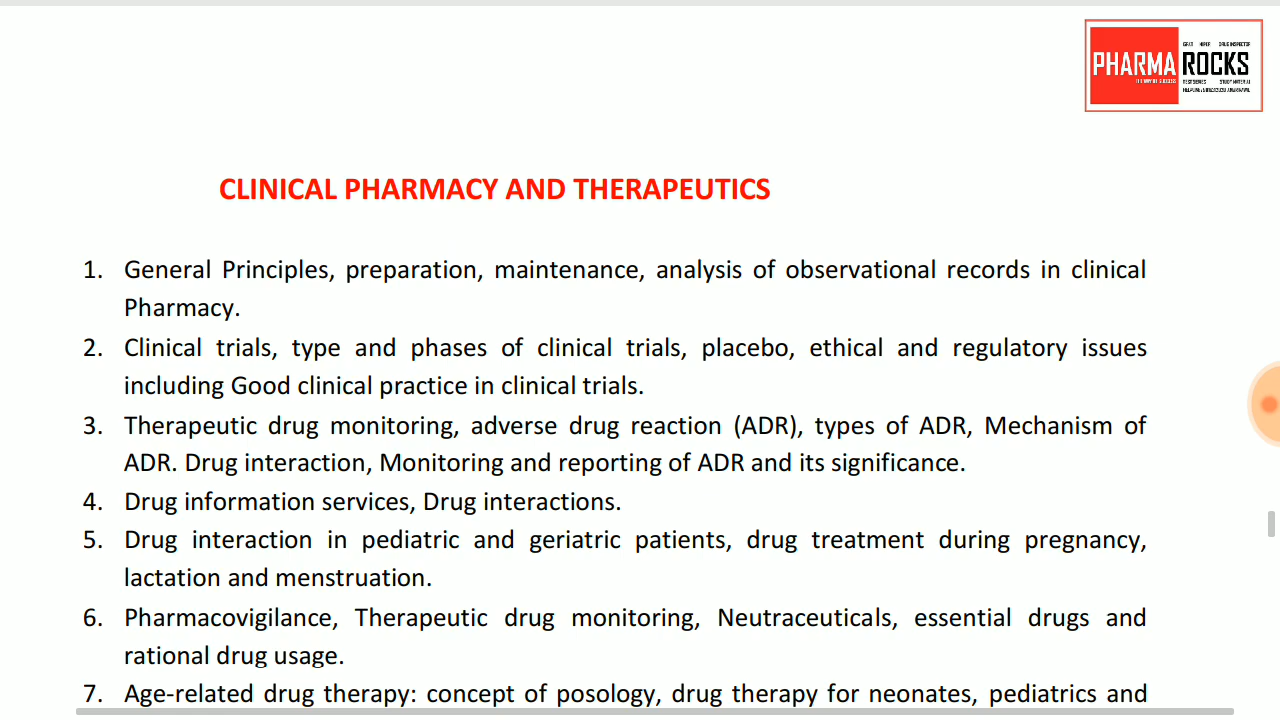 PHARMA ROCKS
CLINICAL PHARMACY AND THERAPEUTICS
1. General Principles, preparation, maintenance, analysis of observational records in clinical
Pharmacy.
2. Clinical trials, type and phases of clinical trials, placebo, ethical and regulatory issues
including Good clinical practice in clinical trials.
3. Therapeutic drug monitoring, adverse drug reaction (ADR), types of ADR, Mechanism of
ADR. Drug interaction, Monitoring and reporting of ADR and its significance.
4. Drug information services, Drug interactions.
5. Drug interaction in pediatric and geriatric patients, drug treatment during pregnancy,
lactation and menstruation.
6. Pharmacovigilance, Therapeutic drug monitoring, Neutraceuticals, essential drugs and
rational drug usage.
7. Age-related drug therapy: concept of posology, drug therapy for neonates, pediatrics and